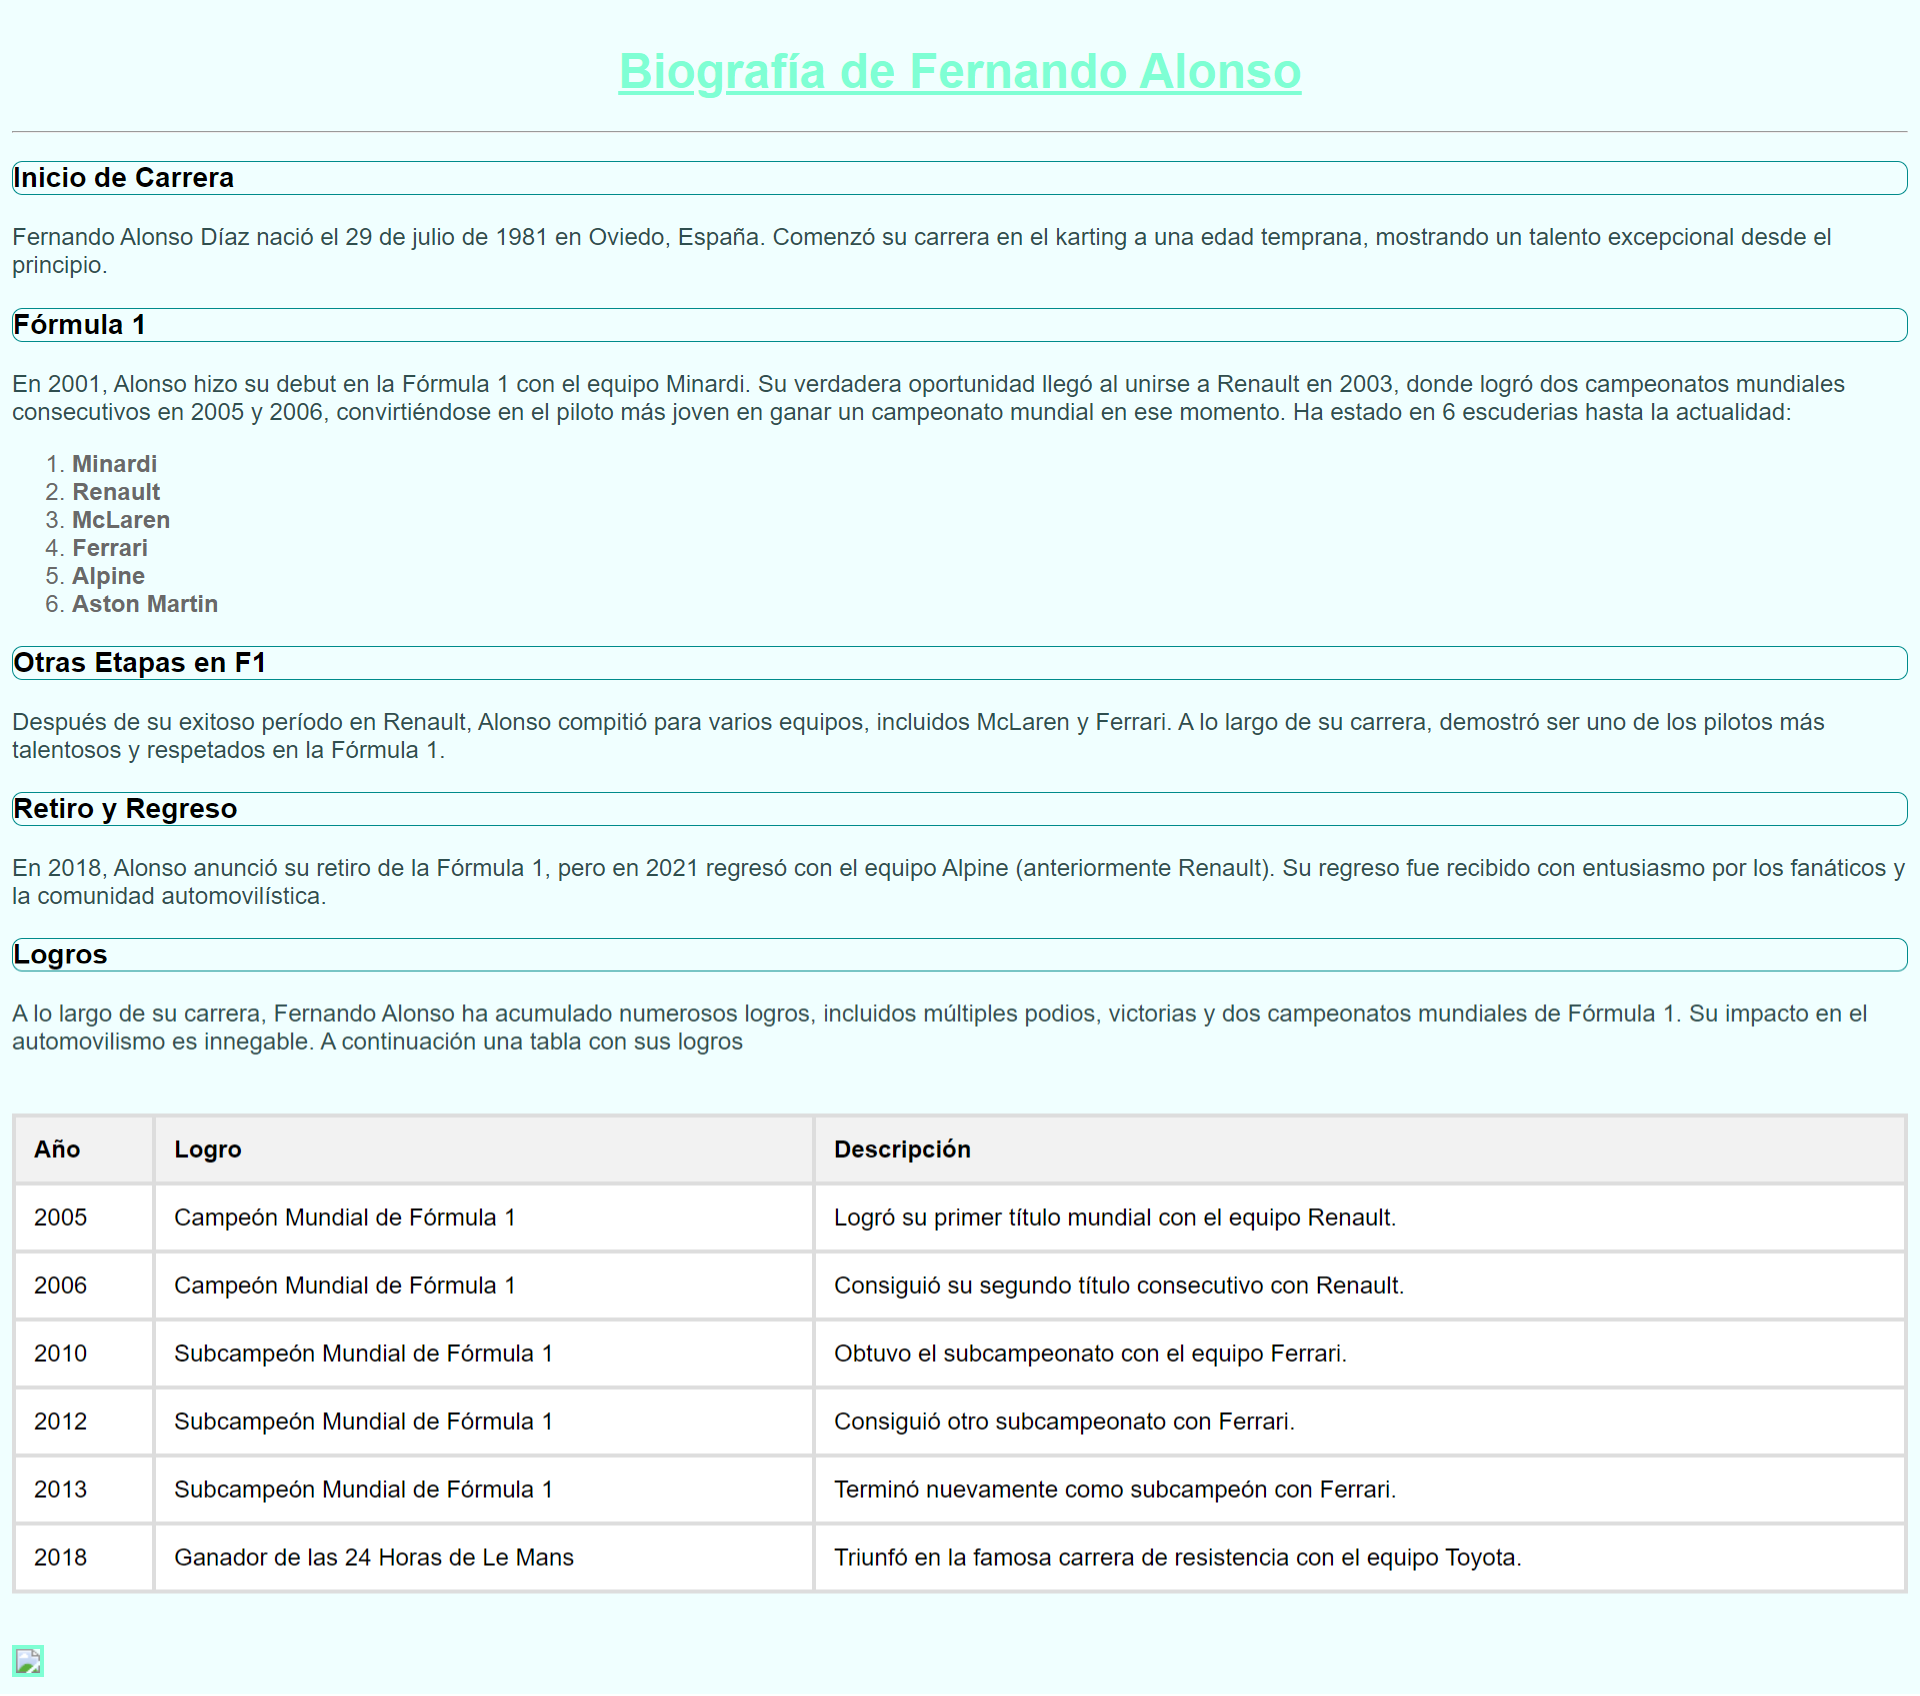 Biografía de Fernando Alonso
Inicio de Carrera
Fernando Alonso Díaz nació el 29 de julio de 1981 en Oviedo, España. Comenzó su carrera en el karting a una edad temprana, mostrando un talento excepcional desde el
principio.
Fórmula 1
En 2001, Alonso hizo su debut en la Fórmula 1 con el equipo Minardi. Su verdadera oportunidad llegó al unirse a Renault en 2003, donde logró dos campeonatos mundiales
consecutivos en 2005 y 2006, convirtiéndose en el piloto más joven en ganar un campeonato mundial en ese momento. Ha estado en 6 escuderias hasta la actualidad:
1. Minardi
2. Renault
3. McLaren
4. Ferrari
5. Alpine
6. Aston Martin
Otras Etapas en F1
Después de su exitoso período en Renault, Alonso compitió para varios equipos, incluidos McLaren y Ferrari. A lo largo de su carrera, demostró ser uno de los pilotos más
talentosos y respetados en la Fórmula 1.
Retiro y Regreso
En 2018, Alonso anunció su retiro de la Fórmula 1, pero en 2021 regresó con el equipo Alpine (anteriormente Renault). Su regreso fue recibido con entusiasmo por los fanáticos y
la comunidad automovilística.
Logros
A lo largo de su carrera, Fernando Alonso ha acumulado numerosos logros, incluidos múltiples podios, victorias y dos campeonatos mundiales de Fórmula 1. Su impacto en el
automovilismo es innegable. A continuación una tabla con sus logros
Año Logro Descripción
2005 Campeón Mundial de Fórmula 1 Logró su primer título mundial con el equipo Renault.
2006 Campeón Mundial de Fórmula 1 Consiguió su segundo título consecutivo con Renault.
2010 Subcampeón Mundial de Fórmula 1 Obtuvo el subcampeonato con el equipo Ferrari.
2012 Subcampeón Mundial de Fórmula 1 Consiguió otro subcampeonato con Ferrari.
2013 Subcampeón Mundial de Fórmula 1 Terminó nuevamente como subcampeón con Ferrari.
2018 Ganador de las 24 Horas de Le Mans Triunfó en la famosa carrera de resistencia con el equipo Toyota.